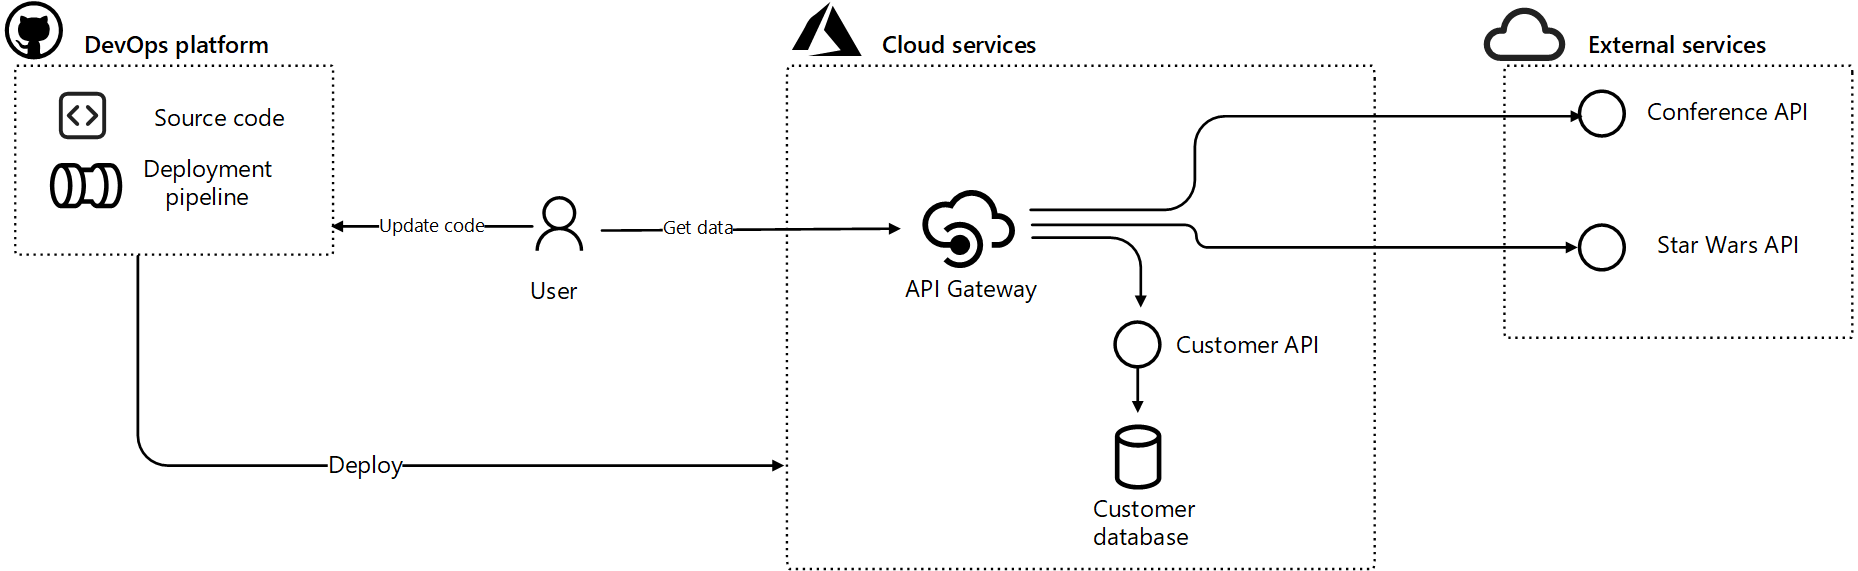 DevOps platform
Source code
Deployment
pipeline
Update code
User
Get data
Deploy
Cloud services
API Gateway
Customer API
Customer
database
External services
Conference API
Star Wars API